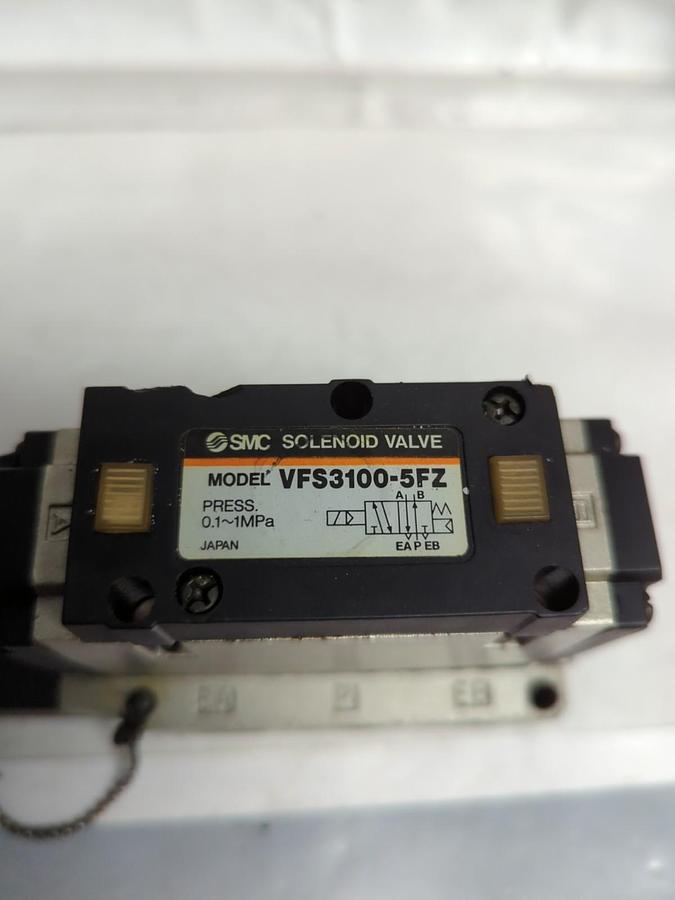 SMC SOLENOID VALVE
MODEL VFS3100-5FZ
PRESS.
0.1~1MPa
A B
EA P EB
JAPAN
A
EA
EB